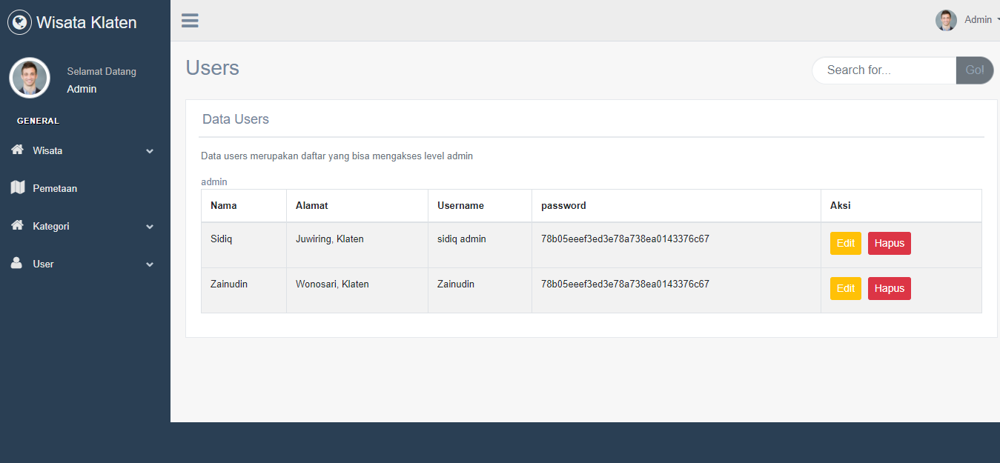 Wisata Klaten
Admin
Selamat Datang
Admin
GENERAL
Wisata
Pemetaan
Kategori
User
Users
Search for...
Go!
Data Users
Data users merupakan daftar yang bisa mengakses level admin
admin
Nama Alamat Username password Aksi
Sidiq Juwiring, Klaten sidiq admin 78b05eeef3ed3e78a738ea0143376c67 Edit Hapus
Zainudin Wonosari, Klaten Zainudin 78b05eeef3ed3e78a738ea0143376c67 Edit Hapus